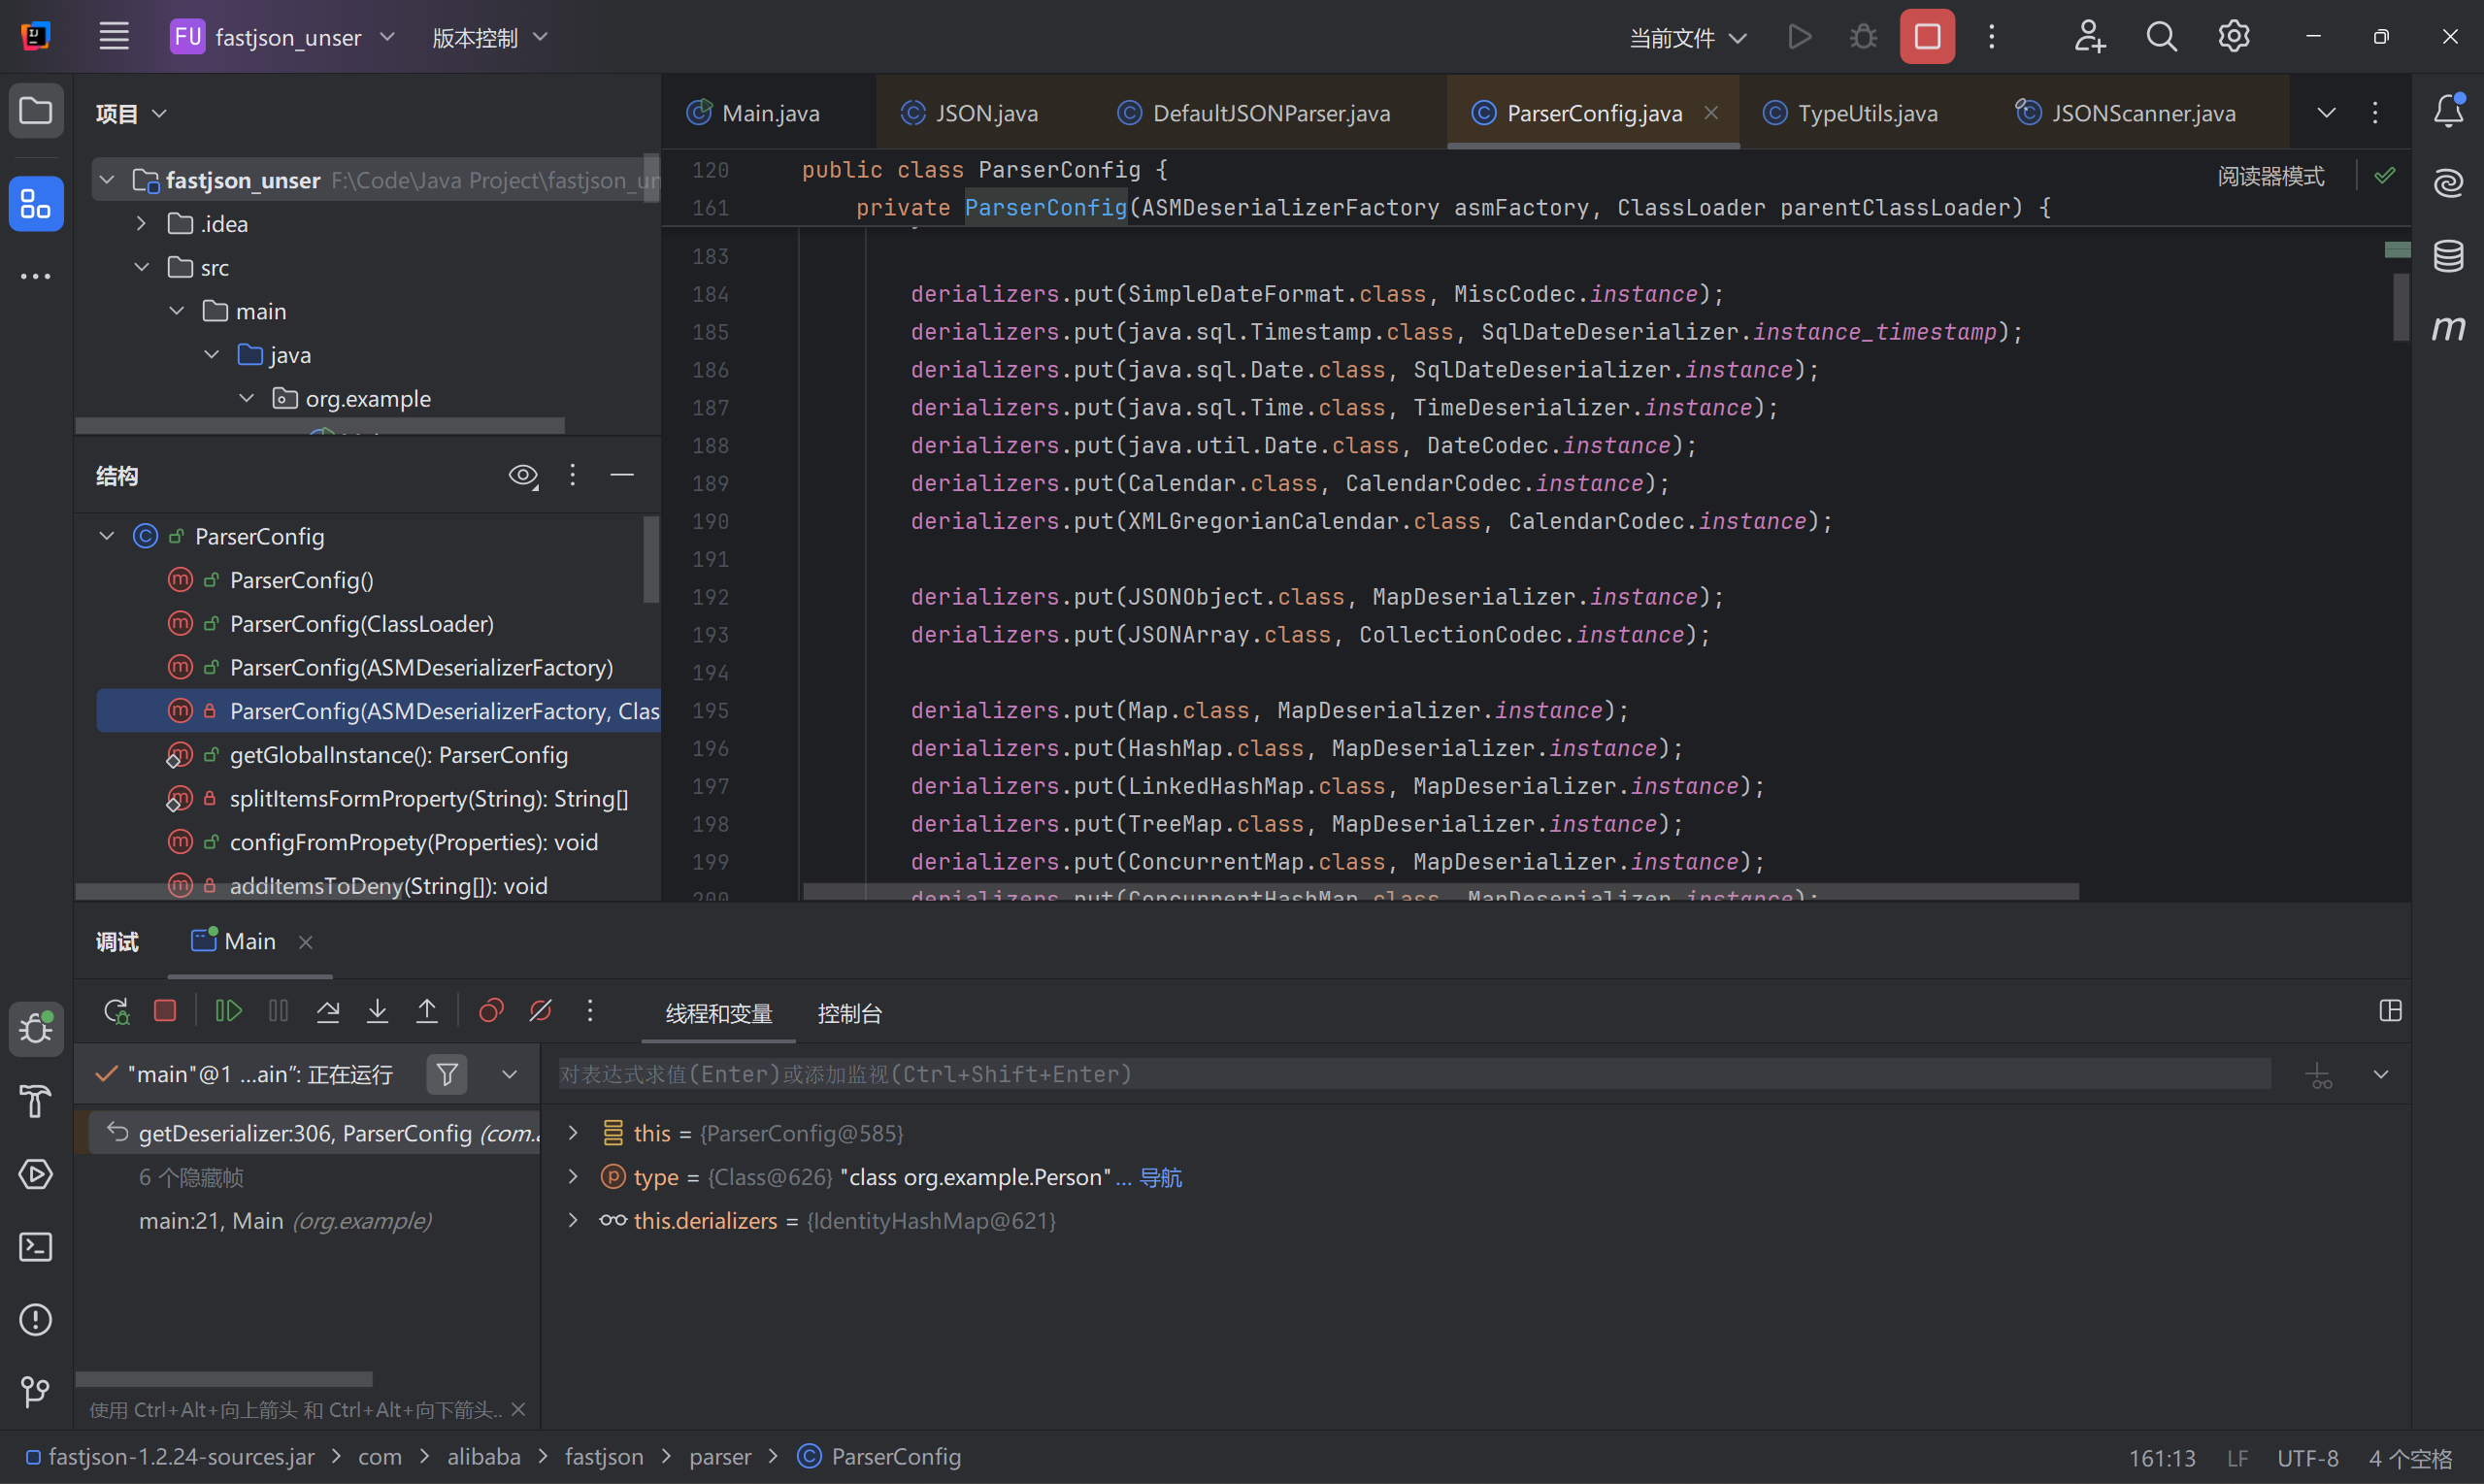 FU fastjson_unser 版本控制 当前文件
项目
fastjson_unser F:\Code\Java Project\fastjson_un
.idea
src
main
java
org.example
结构
ParserConfig
ParserConfig()
ParserConfig(ClassLoader)
ParserConfig(ASMDeserializerFactory)
ParserConfig(ASMDeserializerFactory, Clas
getGlobalInstance(): ParserConfig
splitItemsFormProperty(String): String[]
configFromPropety(Properties): void
addItemsToDeny(String[]): void
Main.java JSON.java DefaultJSONParser.java ParserConfig.java TypeUtils.java JSONScanner.java
阅读器模式
120 public class ParserConfig {
161 private ParserConfig(ASMDeserializerFactory asmFactory, ClassLoader parentClassLoader) {
183
184 derializers.put(SimpleDateFormat.class, MiscCodec.instance);
185 derializers.put(java.sql.Timestamp.class, SqlDateDeserializer.instance_timestamp);
186 derializers.put(java.sql.Date.class, SqlDateDeserializer.instance);
187 derializers.put(java.sql.Time.class, TimeDeserializer.instance);
188 derializers.put(java.util.Date.class, DateCodec.instance);
189 derializers.put(Calendar.class, CalendarCodec.instance);
190 derializers.put(XMLGregorianCalendar.class, CalendarCodec.instance);
191
192 derializers.put(JSONObject.class, MapDeserializer.instance);
193 derializers.put(JSONArray.class, CollectionCodec.instance);
194
195 derializers.put(Map.class, MapDeserializer.instance);
196 derializers.put(HashMap.class, MapDeserializer.instance);
197 derializers.put(LinkedHashMap.class, MapDeserializer.instance);
198 derializers.put(TreeMap.class, MapDeserializer.instance);
199 derializers.put(ConcurrentMap.class, MapDeserializer.instance);
200 derializers.put(ConcurrentHashMap.class, MapDeserializer.instance);
调试 Main
线程和变量 控制台
"main"@1 ...ain": 正在运行
对表达式求值(Enter)或添加监视(Ctrl+Shift+Enter)
getDeserializer:306, ParserConfig (com.a
6 个隐藏帧
main:21, Main (org.example)
this = {ParserConfig@585}
type = {Class@626} "class org.example.Person"... 导航
this.derializers = {IdentityHashMap@621}
使用 Ctrl+Alt+向上箭头 和 Ctrl+Alt+向下箭头..
fastjson-1.2.24-sources.jar > com > alibaba > fastjson > parser > ParserConfig
161:13 LF UTF-8 4 个空格